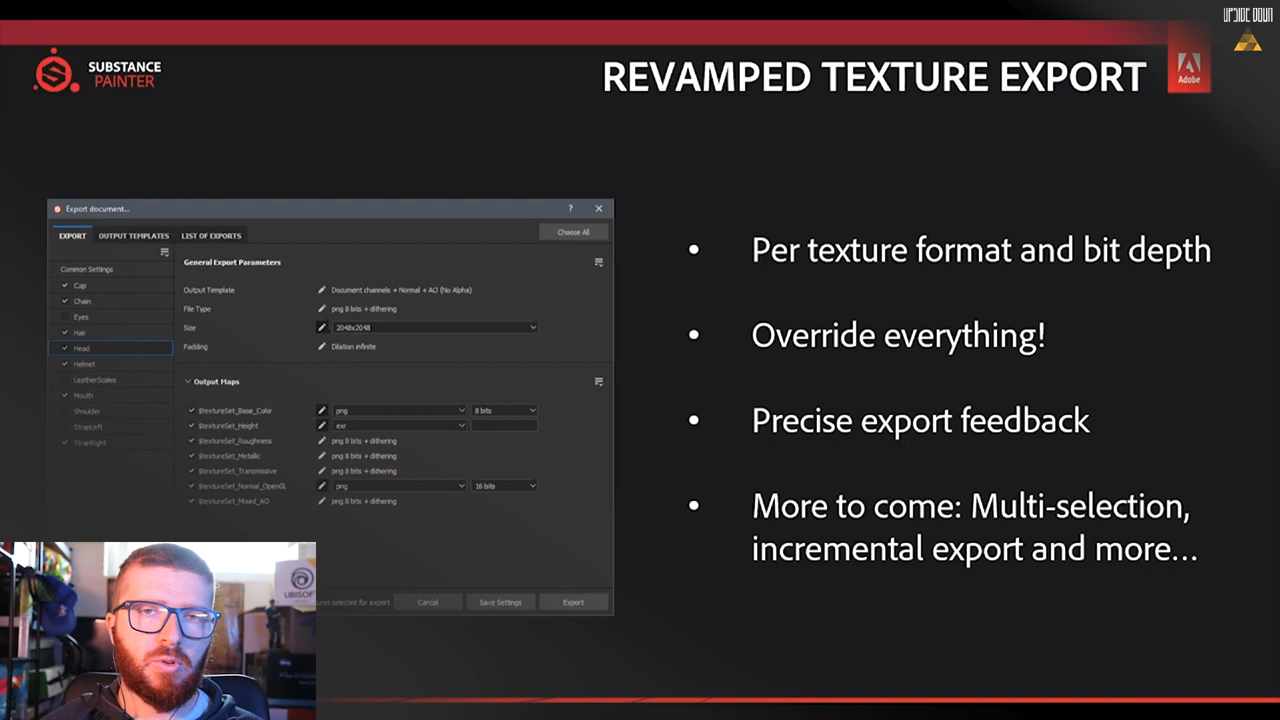 UPSIDE DOWN
SUBSTANCE
PAINTER
REVAMPED TEXTURE EXPORT
Adobe
Export document...
EXPORT OUTPUT TEMPLATES LIST OF EXPORTS
Choose All
Common Settings
Cap
Chain
Eyes
Hair
Head
Helmet
LeatherScales
Mouth
Shoulder
StrapLeft
StrapRight
General Export Parameters
Output Template Document channels + Normal + AO (No Alpha)
File Type png 8 bits + dithering
Size 2048x2048
Padding Dilation infinite
Output Maps
$textureSet_Base_Color png 8 bits
$textureSet_Height exr
$textureSet_Roughness png 8 bits + dithering
$textureSet_Metallic png 8 bits + dithering
$textureSet_Transmissive png 8 bits + dithering
$textureSet_Normal_OpenGL png 16 bits
$textureSet_Mixed_AO png 8 bits + dithering
selected for export Cancel Save Settings Export
• Per texture format and bit depth
• Override everything!
• Precise export feedback
• More to come: Multi-selection,
incremental export and more...
UBISOFT